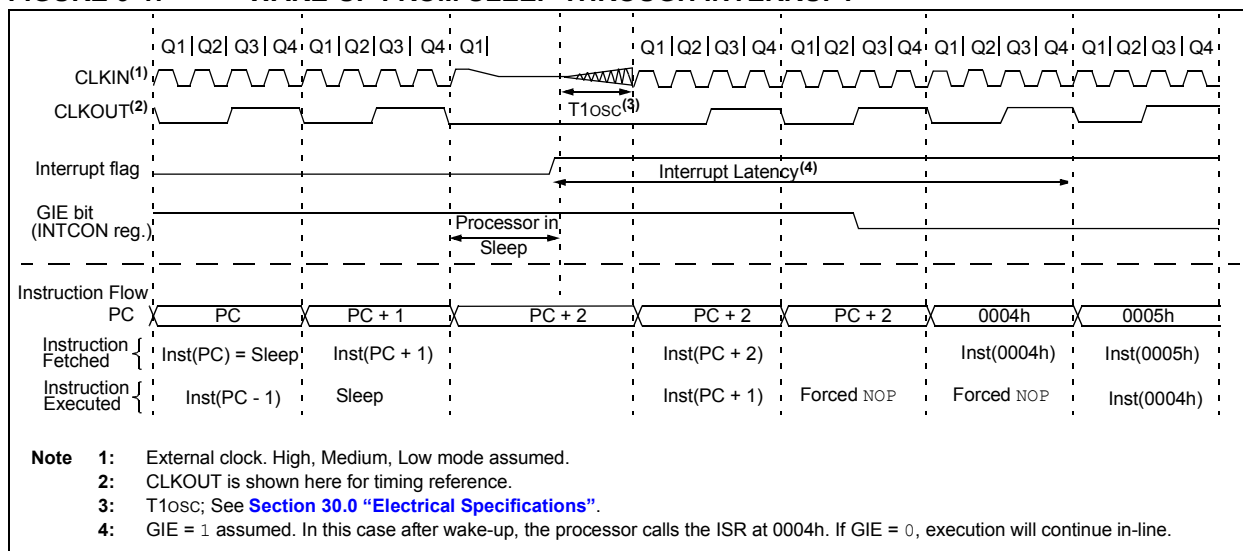 FIGURE 9-1: WAKE-UP FROM SLEEP THROUGH INTERRUPT
Q1 Q2 Q3 Q4 Q1 Q2 Q3 Q4 Q1 Q1 Q2 Q3 Q4 Q1 Q2 Q3 Q4 Q1 Q2 Q3 Q4 Q1 Q2 Q3 Q4
CLKIN(1)
CLKOUT(2)
T1OSC(3)
Interrupt flag
Interrupt Latency(4)
GIE bit
(INTCON reg.)
Processor in
Sleep
Instruction Flow
PC PC PC + 1 PC + 2 PC + 2 PC + 2 0004h 0005h
Instruction
Fetched { Inst(PC) = Sleep Inst(PC + 1) Inst(PC + 2) Inst(0004h) Inst(0005h)
Instruction
Executed { Inst(PC - 1) Sleep Inst(PC + 1) Forced NOP Forced NOP Inst(0004h)
Note 1: External clock. High, Medium, Low mode assumed.
2: CLKOUT is shown here for timing reference.
3: T1OSC; See Section 30.0 “Electrical Specifications”.
4: GIE = 1 assumed. In this case after wake-up, the processor calls the ISR at 0004h. If GIE = 0, execution will continue in-line.